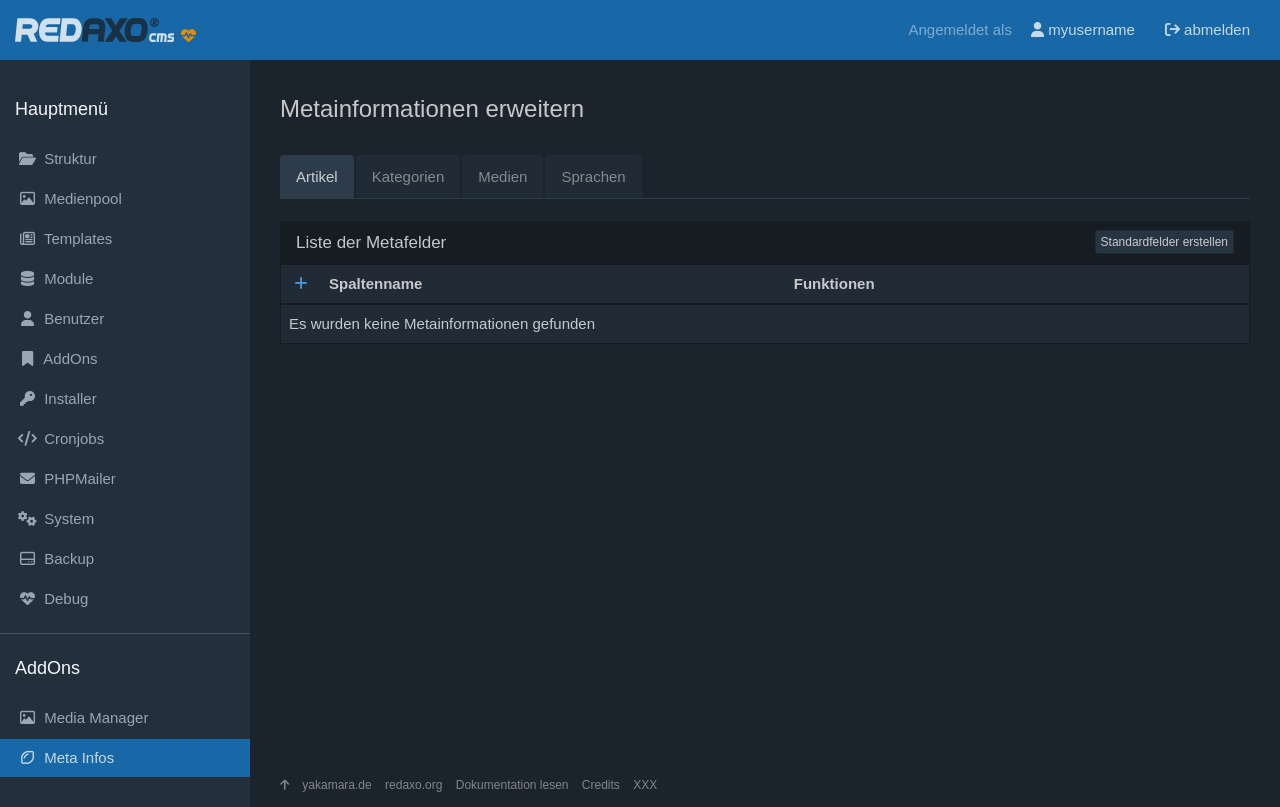 REDAXO® cms
Angemeldet als myusername abmelden
Hauptmenü
Struktur
Medienpool
Templates
Module
Benutzer
AddOns
Installer
Cronjobs
PHPMailer
System
Backup
Debug
AddOns
Media Manager
Meta Infos
Metainformationen erweitern
Artikel Kategorien Medien Sprachen
Liste der Metafelder Standardfelder erstellen
Spaltenname Funktionen
Es wurden keine Metainformationen gefunden
yakamara.de redaxo.org Dokumentation lesen Credits XXX